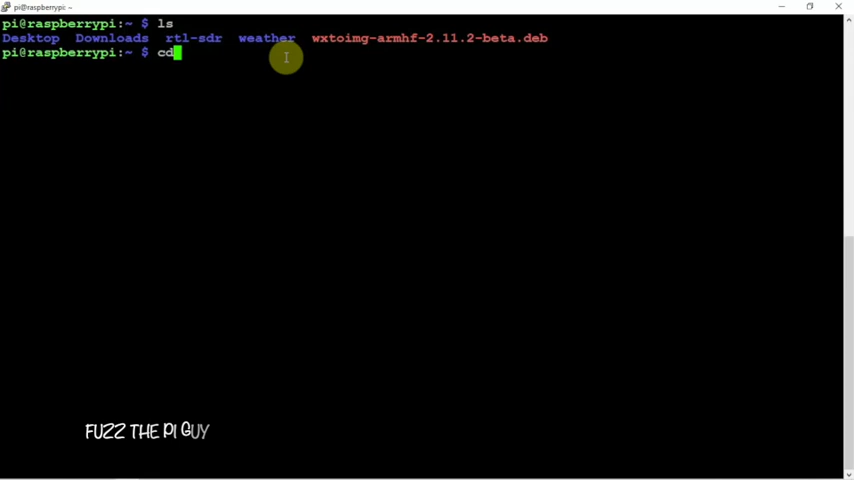 pi@raspberrypi: ~
pi@raspberrypi:~ $ ls
Desktop Downloads rtl-sdr weather wxtoimg-armhf-2.11.2-beta.deb
pi@raspberrypi:~ $ cd
FUZZ THE PI GUY